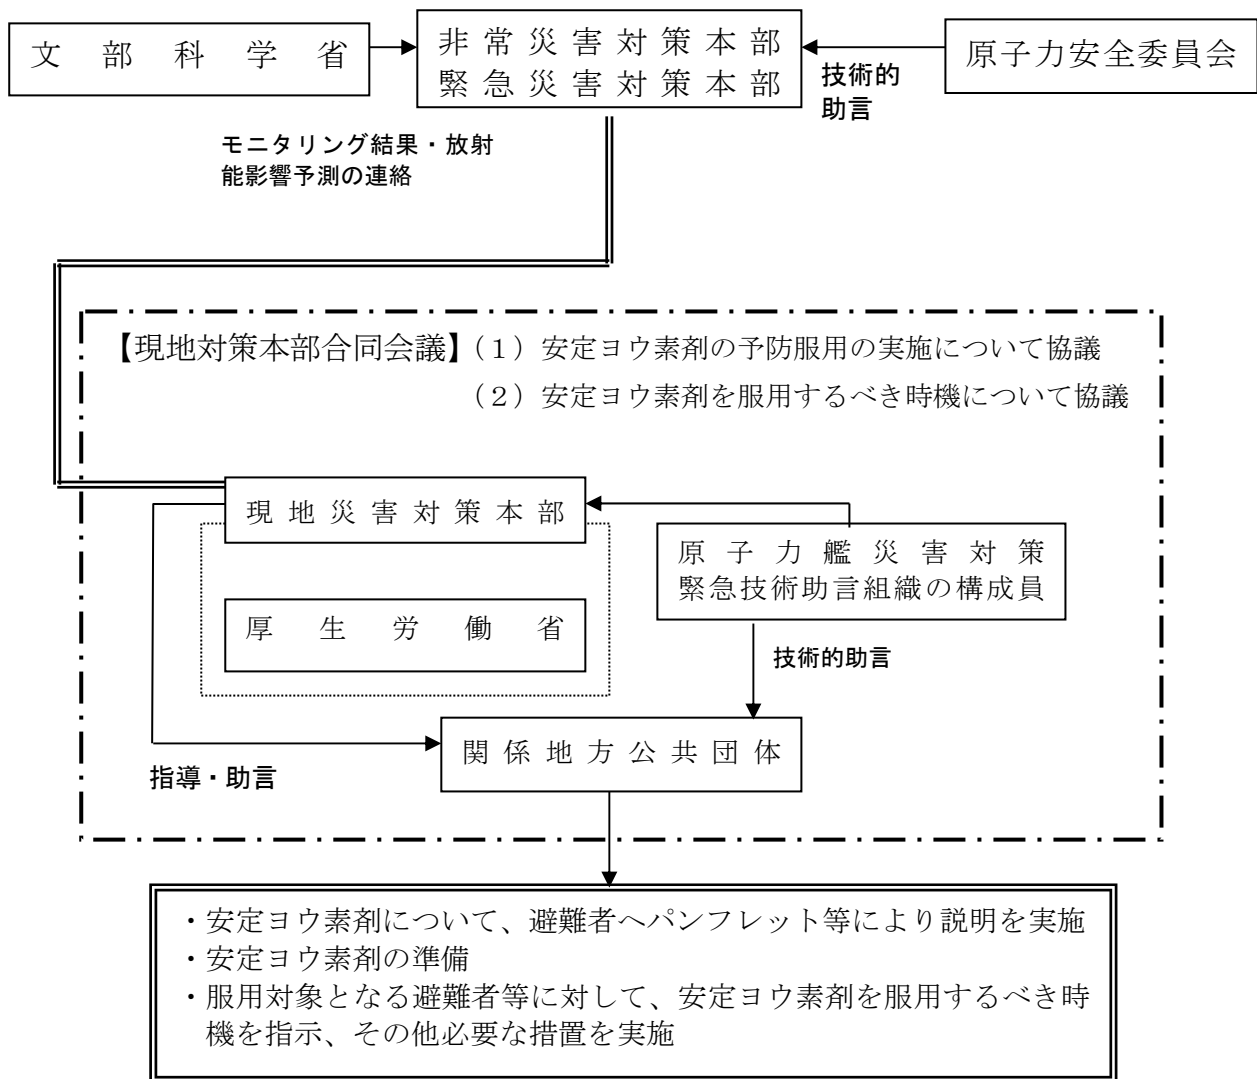 文部科学省
非常災害対策本部
緊急災害対策本部
原子力安全委員会
技術的
助言
モニタリング結果・放射
能影響予測の連絡
【現地対策本部合同会議】（１）安定ヨウ素剤の予防服用の実施について協議
（２）安定ヨウ素剤を服用するべき時機について協議
現地災害対策本部
原子力艦災害対策
緊急技術助言組織の構成員
厚生労働省
技術的助言
関係地方公共団体
指導・助言
・安定ヨウ素剤について、避難者へパンフレット等により説明を実施
・安定ヨウ素剤の準備
・服用対象となる避難者等に対して、安定ヨウ素剤を服用するべき時
機を指示、その他必要な措置を実施